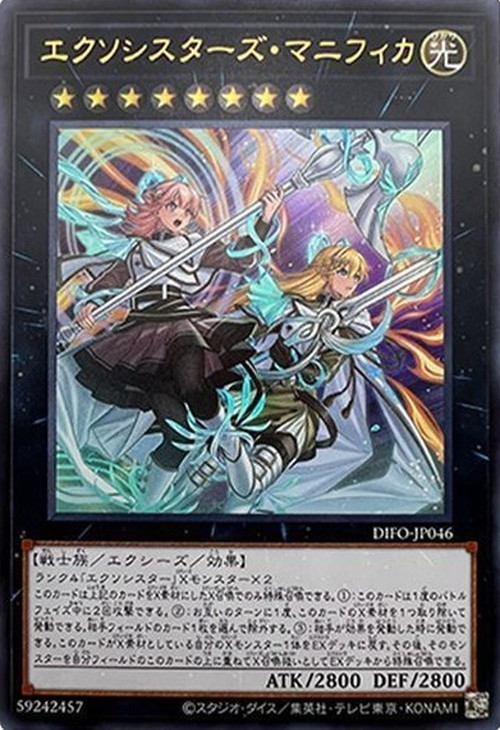 エクソシスターズ・マニフィカ
光
DIFO-JP046
【戦士族／エクシーズ／効果】
ランク4「エクソシスター」Xモンスター×2
このカードは上記のカードをX素材にしたX召喚でのみ特殊召喚できる。①：このカードは1度のバトル
フェイズ中に2回攻撃できる。②：お互いのターンに1度、このカードのX素材を1つ取り除いて
発動できる。相手フィールドのカード1枚を選んで除外する。③：相手が効果を発動した時に発動
できる。このカードがX素材としている自分のXモンスター1体をEXデッキに戻す。その後、そのモン
スターを自分フィールドのこのカードの上に重ねてX召喚扱いとしてEXデッキから特殊召喚できる。
ATK/2800 DEF/2800
59242457 ©スタジオ・ダイス／集英社・テレビ東京・KONAMI